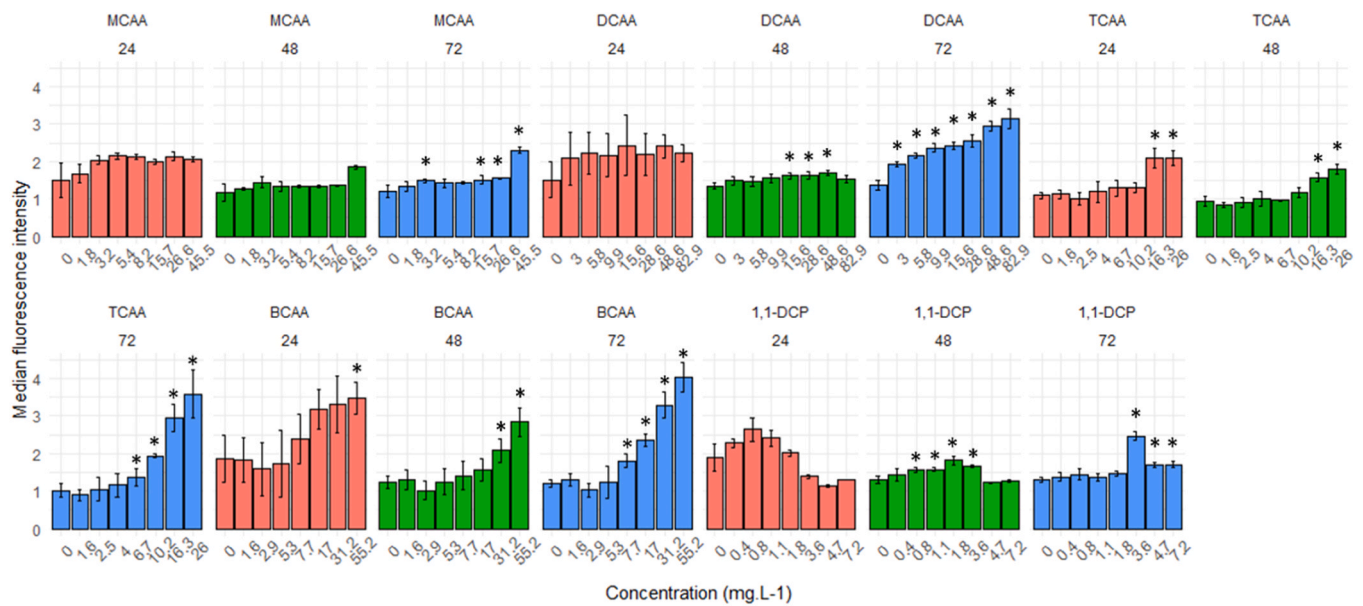 MCAA MCAA MCAA DCAA DCAA DCAA TCAA TCAA
24 48 72 24 48 72 24 48
* * * * * * * * * * * * * * * * * *
4
3
2
1
0
0 1.8 3.2 5.4 8.2 15.7 26.6 45.5 0 1.8 3.2 5.4 8.2 15.7 26.6 45.5 0 1.8 3.2 5.4 8.2 15.7 26.6 45.5 0 3 5.8 9.9 15.6 28.6 48.6 82.9 0 3 5.8 9.9 15.6 28.6 48.6 82.9 0 3 5.8 9.9 15.6 28.6 48.6 82.9 0 1.6 2.5 4 6.7 10.2 16.3 26 0 1.6 2.5 4 6.7 10.2 16.3 26
Median fluorescence intensity
TCAA BCAA BCAA BCAA 1,1-DCP 1,1-DCP 1,1-DCP
72 24 48 72 24 48 72
* * * * * * * * * * * * * * * * * *
4
3
2
1
0
0 1.6 2.5 4 6.7 10.2 16.3 26 0 1.6 2.9 5.3 7.7 17 31.2 55.2 0 1.6 2.9 5.3 7.7 17 31.2 55.2 0 1.6 2.9 5.3 7.7 17 31.2 55.2 0 0.4 0.8 1.1 1.8 3.6 4.7 7.2 0 0.4 0.8 1.1 1.8 3.6 4.7 7.2 0 0.4 0.8 1.1 1.8 3.6 4.7 7.2
Concentration (mg.L-1)